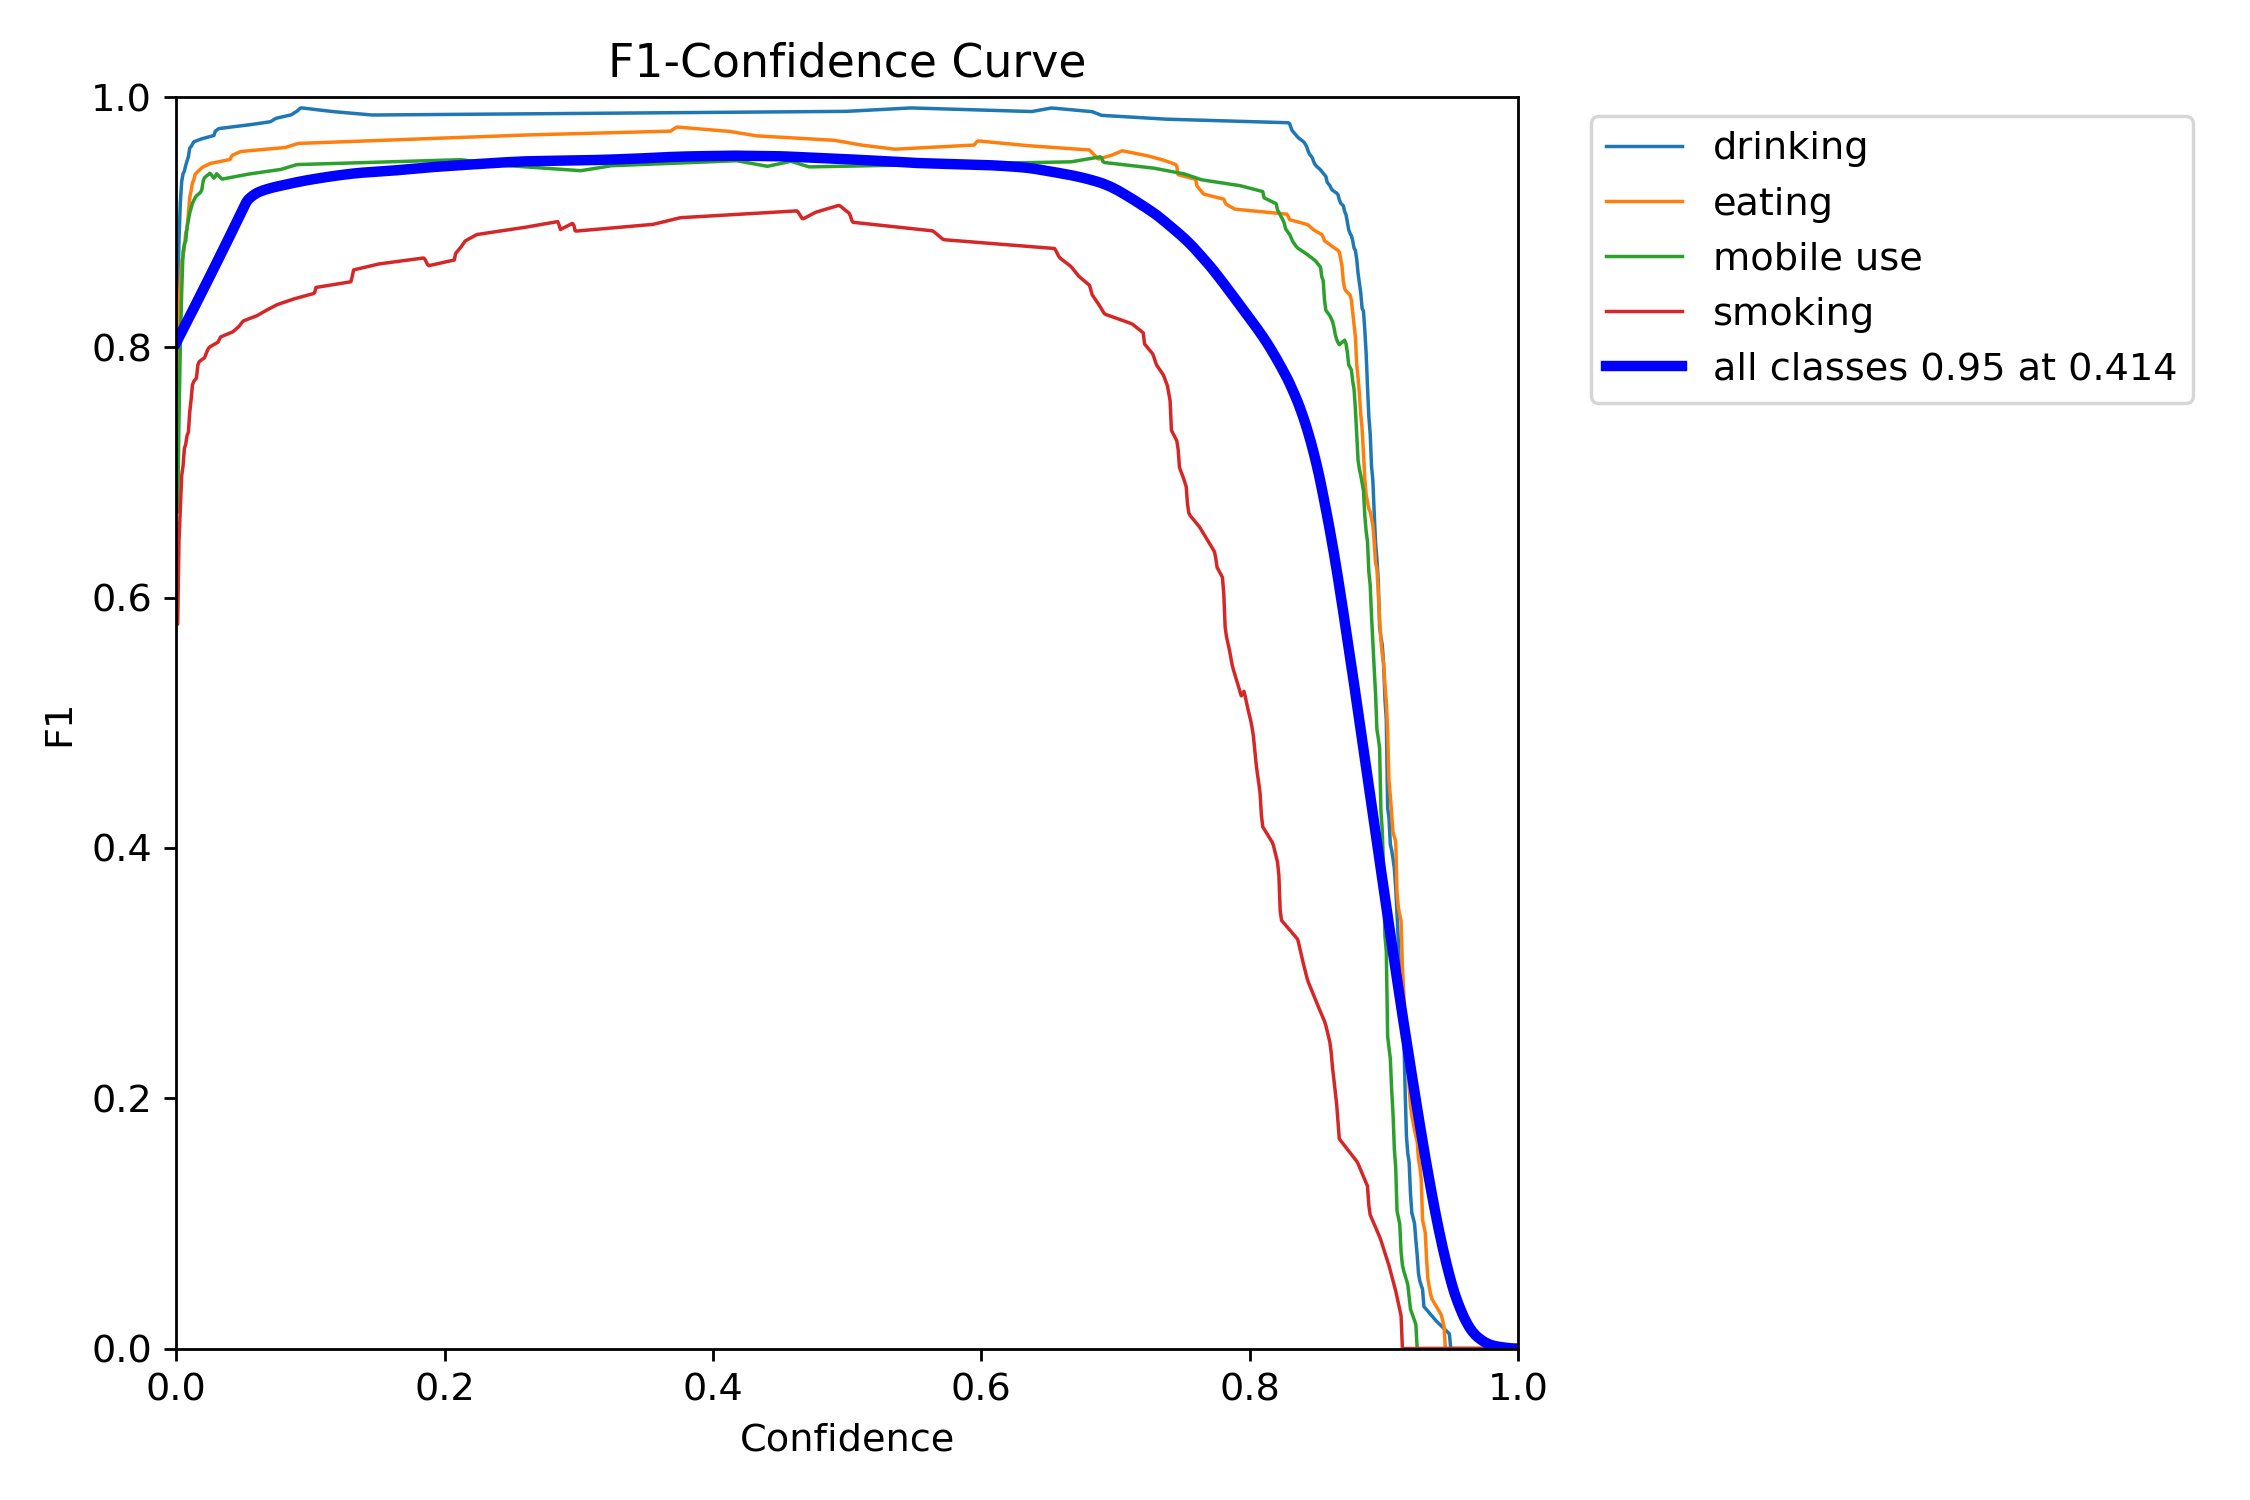 F1-Confidence Curve
1.0
0.8
0.6
0.4
0.2
0.0
F1
0.0 0.2 0.4 0.6 0.8 1.0
Confidence
drinking
eating
mobile use
smoking
all classes 0.95 at 0.414